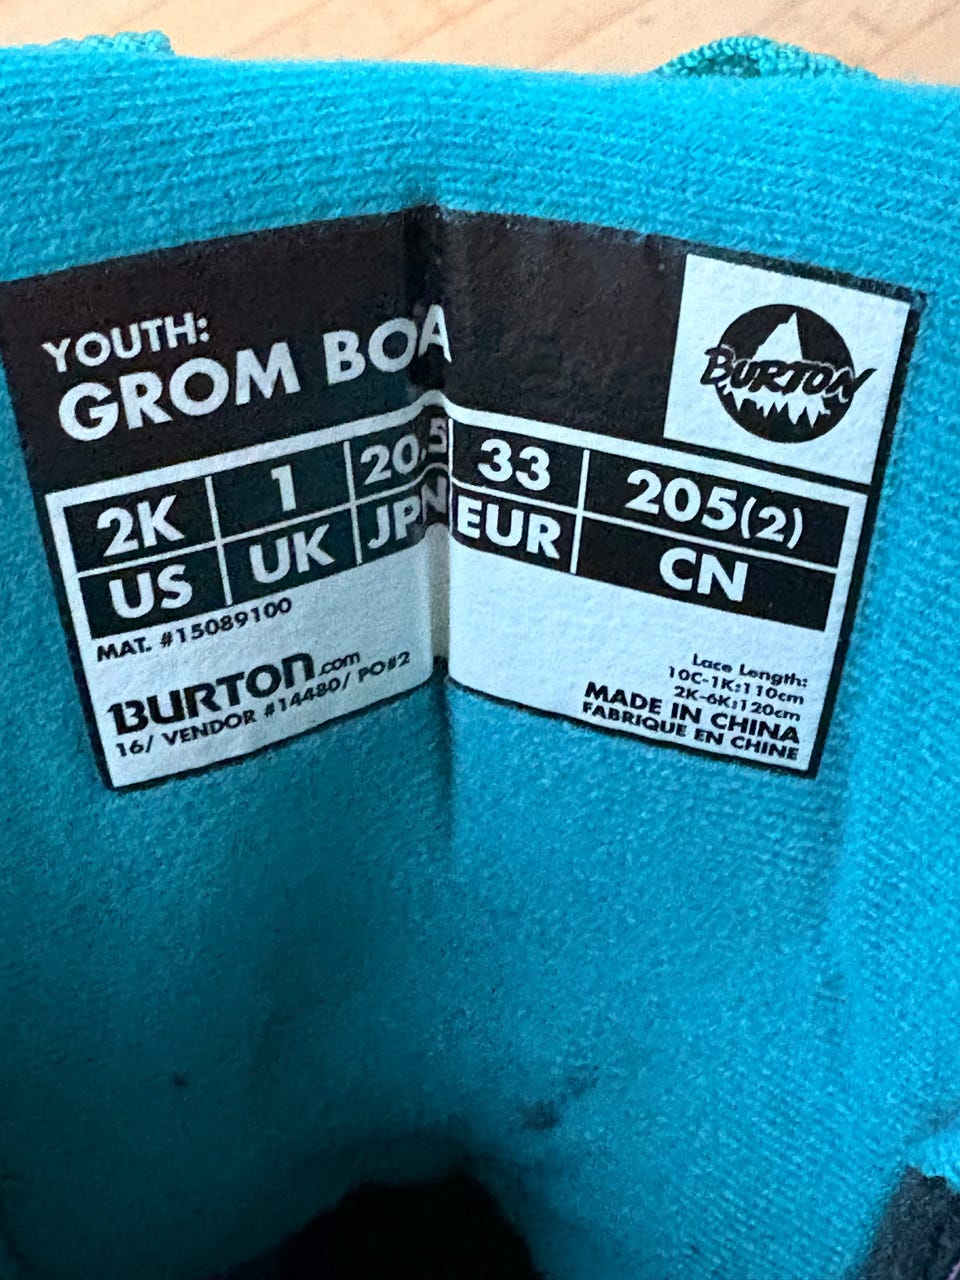 YOUTH:
GROM BOA
BURTON
2K 1 20.5 33 205(2)
US UK JPN EUR CN
MAT. #15089100
BURTON.com
16/ VENDOR #14480/ PO#2
Lace Length:
10C-1K:110cm
2K-6K:120cm
MADE IN CHINA
FABRIQUE EN CHINE